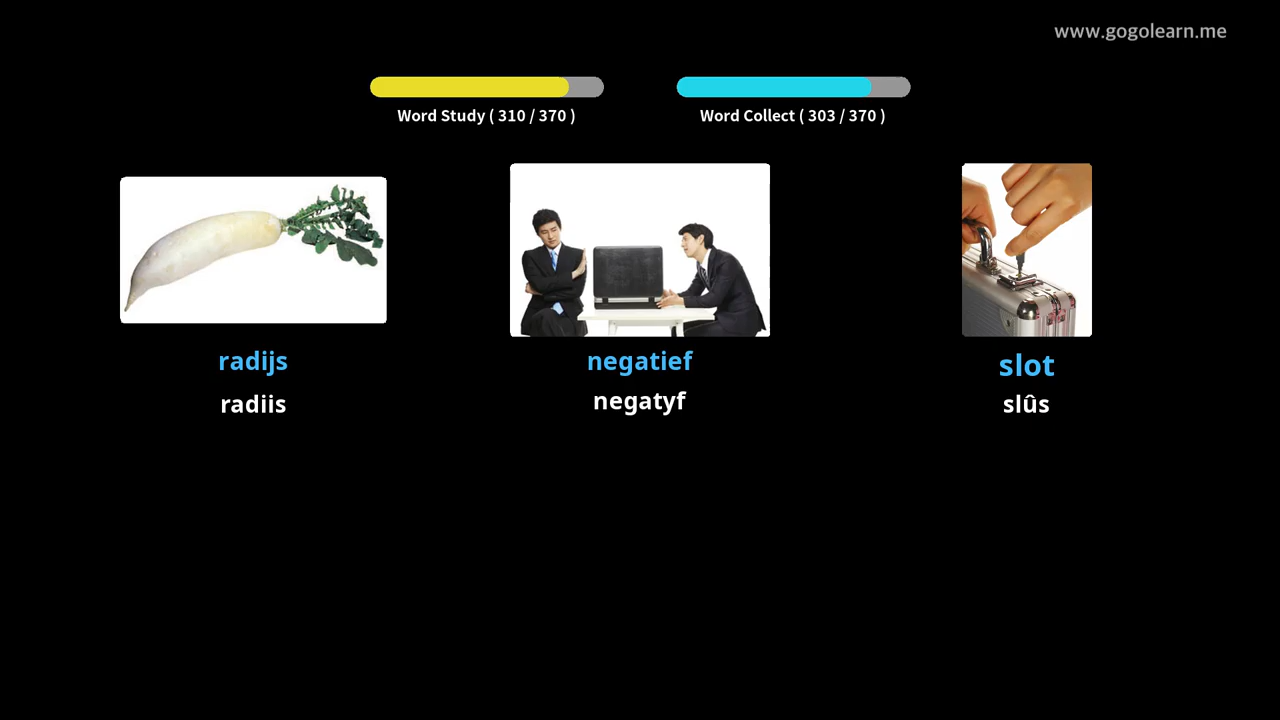 www.gogolearn.me
Word Study ( 310 / 370 )
Word Collect ( 303 / 370 )
radijs
negatief
slot
radiis
negatyf
slûs